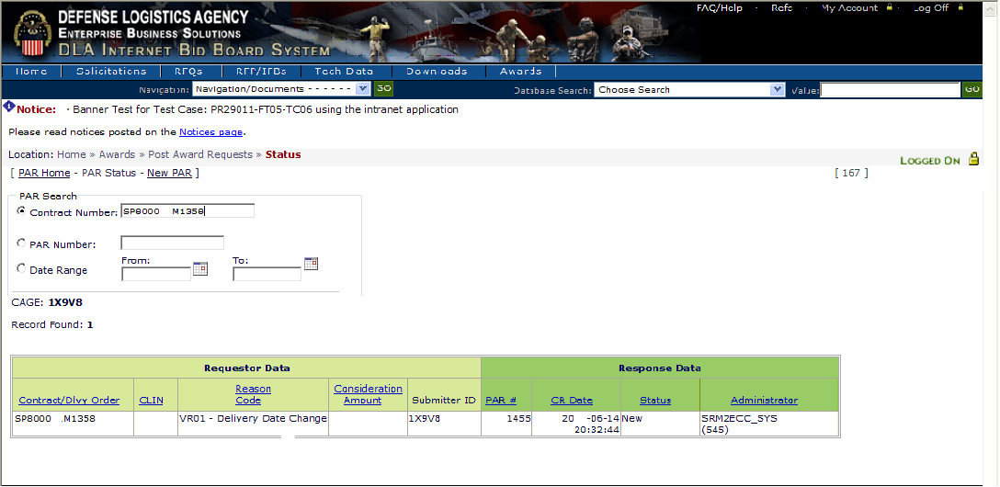 DEFENSE LOGISTICS AGENCY
ENTERPRISE BUSINESS SOLUTIONS
DLA INTERNET BID BOARD SYSTEM
FAQ/Help · Refs · My Account · Log Off
Home Solicitations RFQs RFP/IFBs Tech Data Downloads Awards
Navigation: Navigation/Documents - - - - - - GO Database Search: Choose Search Value: GO
Notice: · Banner Test for Test Case: PR29011-FT05-TC06 using the intranet application
Please read notices posted on the Notices page.
Location: Home » Awards » Post Award Requests » Status
LOGGED ON
[ PAR Home - PAR Status - New PAR ] [ 167 ]
PAR Search
Contract Number: SP8000 M1358
PAR Number:
Date Range From: To:
CAGE: 1X9V8
Record Found: 1
Requestor Data Response Data
Contract/Dlvy Order CLIN Reason Code Consideration Amount Submitter ID PAR # CR Date Status Administrator
SP8000 .M1358 VR01 - Delivery Date Change 1X9V8 1455 20 -06-14 New SRM2ECC_SYS
20:32:44 (545)